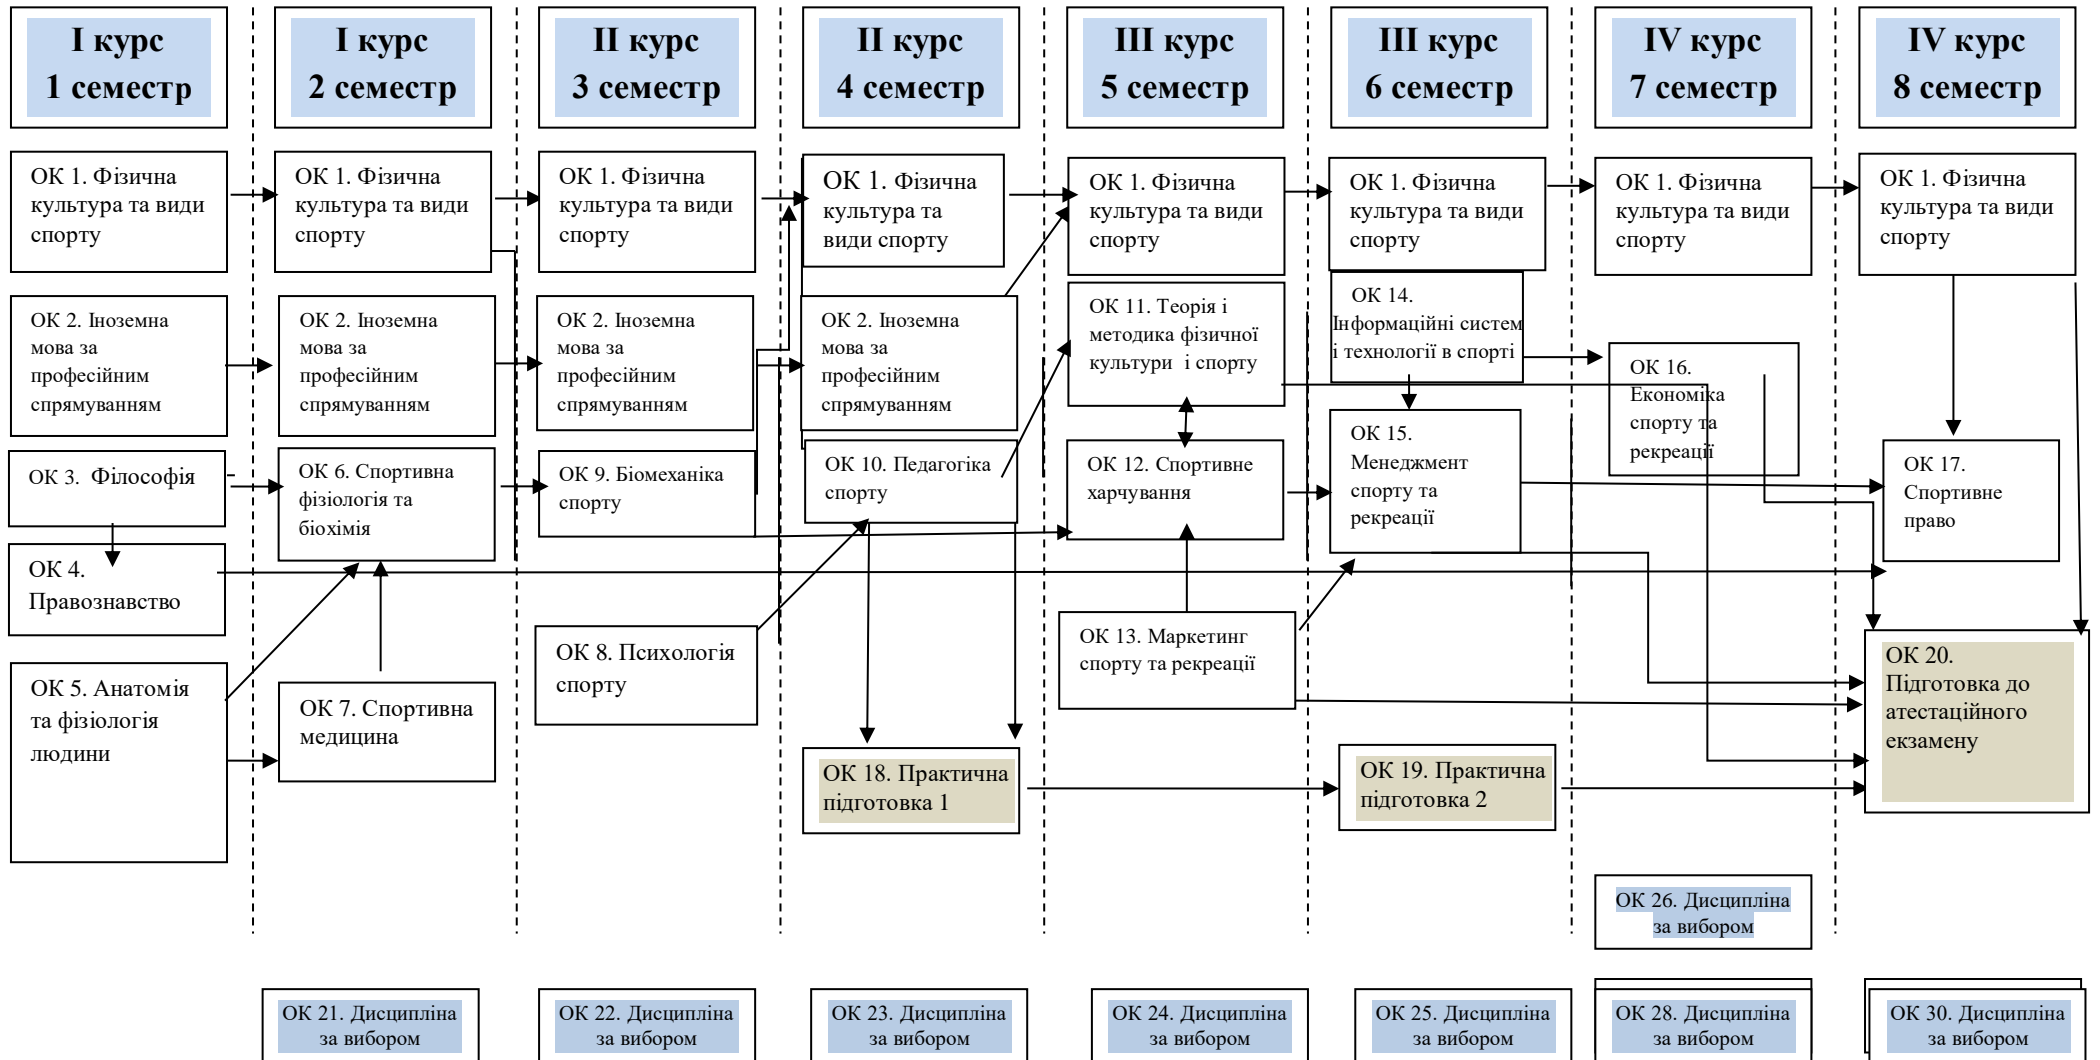 І курс
1 семестр
І курс
2 семестр
ІІ курс
3 семестр
ІІ курс
4 семестр
ІІІ курс
5 семестр
ІІІ курс
6 семестр
IV курс
7 семестр
IV курс
8 семестр
ОК 1. Фізична
культура та види
спорту
ОК 1. Фізична
культура та види
спорту
ОК 1. Фізична
культура та види
спорту
ОК 1. Фізична
культура та
види спорту
ОК 1. Фізична
культура та види
спорту
ОК 1. Фізична
культура та види
спорту
ОК 1. Фізична
культура та види
спорту
ОК 1. Фізична
культура та види
спорту
ОК 2. Іноземна
мова за
професійним
спрямуванням
ОК 2. Іноземна
мова за
професійним
спрямуванням
ОК 2. Іноземна
мова за
професійним
спрямуванням
ОК 2. Іноземна
мова за
професійним
спрямуванням
ОК 11. Теорія і
методика фізичної
культури і спорту
ОК 14.
Інформаційні систем
і технології в спорті
ОК 16.
Економіка
спорту та
рекреації
ОК 3. Філософія
ОК 6. Спортивна
фізіологія та
біохімія
ОК 9. Біомеханіка
спорту
ОК 10. Педагогіка
спорту
ОК 12. Спортивне
харчування
ОК 15.
Менеджмент
спорту та
рекреації
ОК 17.
Спортивне
право
ОК 4.
Правознавство
ОК 5. Анатомія
та фізіологія
людини
ОК 7. Спортивна
медицина
ОК 8. Психологія
спорту
ОК 13. Маркетинг
спорту та рекреації
ОК 20.
Підготовка до
атестаційного
екзамену
ОК 18. Практична
підготовка 1
ОК 19. Практична
підготовка 2
ОК 26. Дисципліна
за вибором
ОК 21. Дисципліна
за вибором
ОК 22. Дисципліна
за вибором
ОК 23. Дисципліна
за вибором
ОК 24. Дисципліна
за вибором
ОК 25. Дисципліна
за вибором
ОК 28. Дисципліна
за вибором
ОК 30. Дисципліна
за вибором